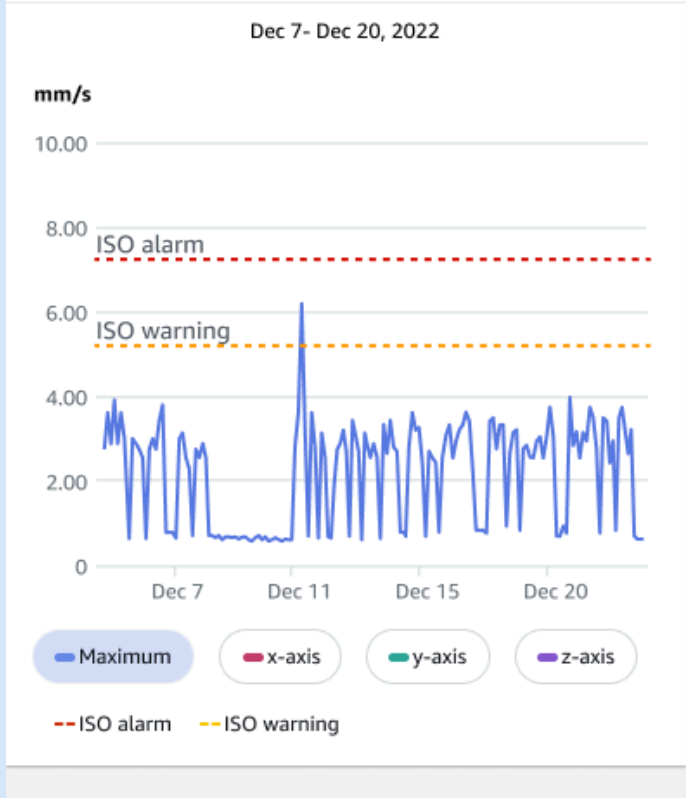 Dec 7- Dec 20, 2022
mm/s
10.00
8.00
ISO alarm
6.00
ISO warning
4.00
2.00
0
Dec 7 Dec 11 Dec 15 Dec 20
Maximum x-axis y-axis z-axis
ISO alarm ISO warning